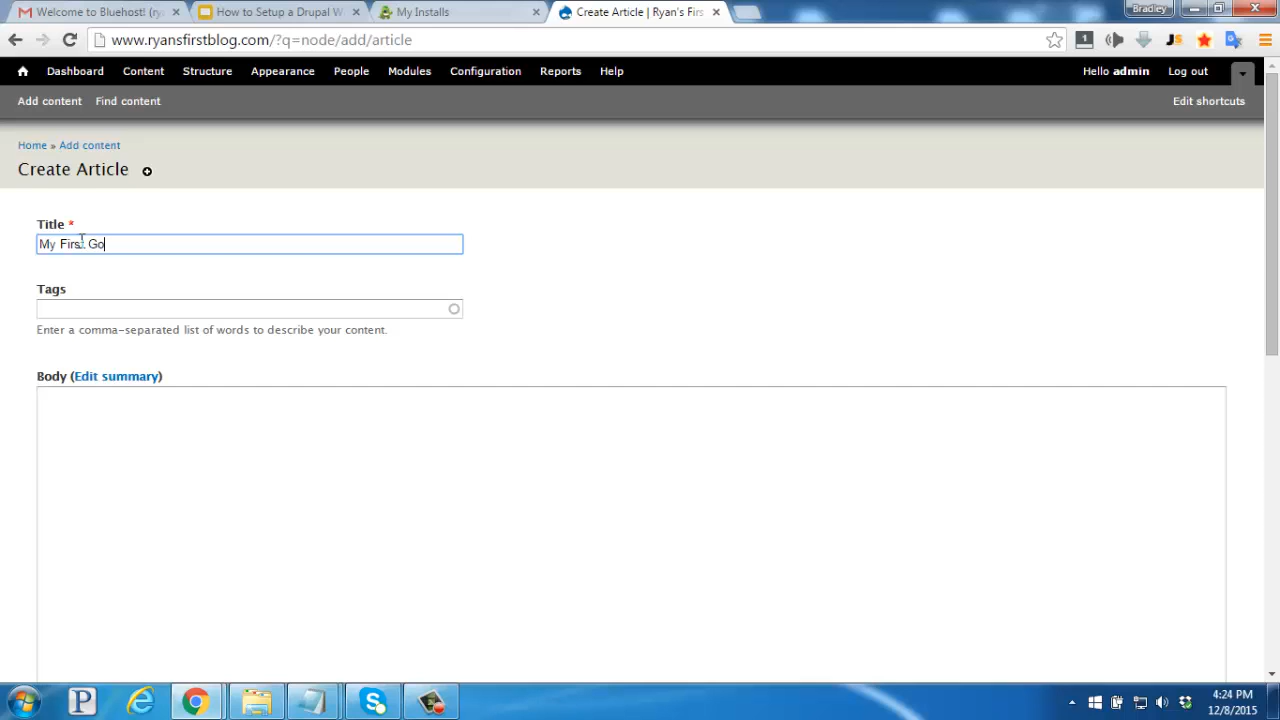 Welcome to Bluehost! (ry
How to Setup a Drupal W
My Installs
Create Article | Ryan's Firs
Bradley
www.ryansfirstblog.com/?q=node/add/article
1
JS
Dashboard Content Structure Appearance People Modules Configuration Reports Help
Hello admin Log out
Add content Find content
Edit shortcuts
Home » Add content
Create Article
Title *
My First Go
Tags
Enter a comma-separated list of words to describe your content.
Body (Edit summary)
P
4:24 PM
12/8/2015